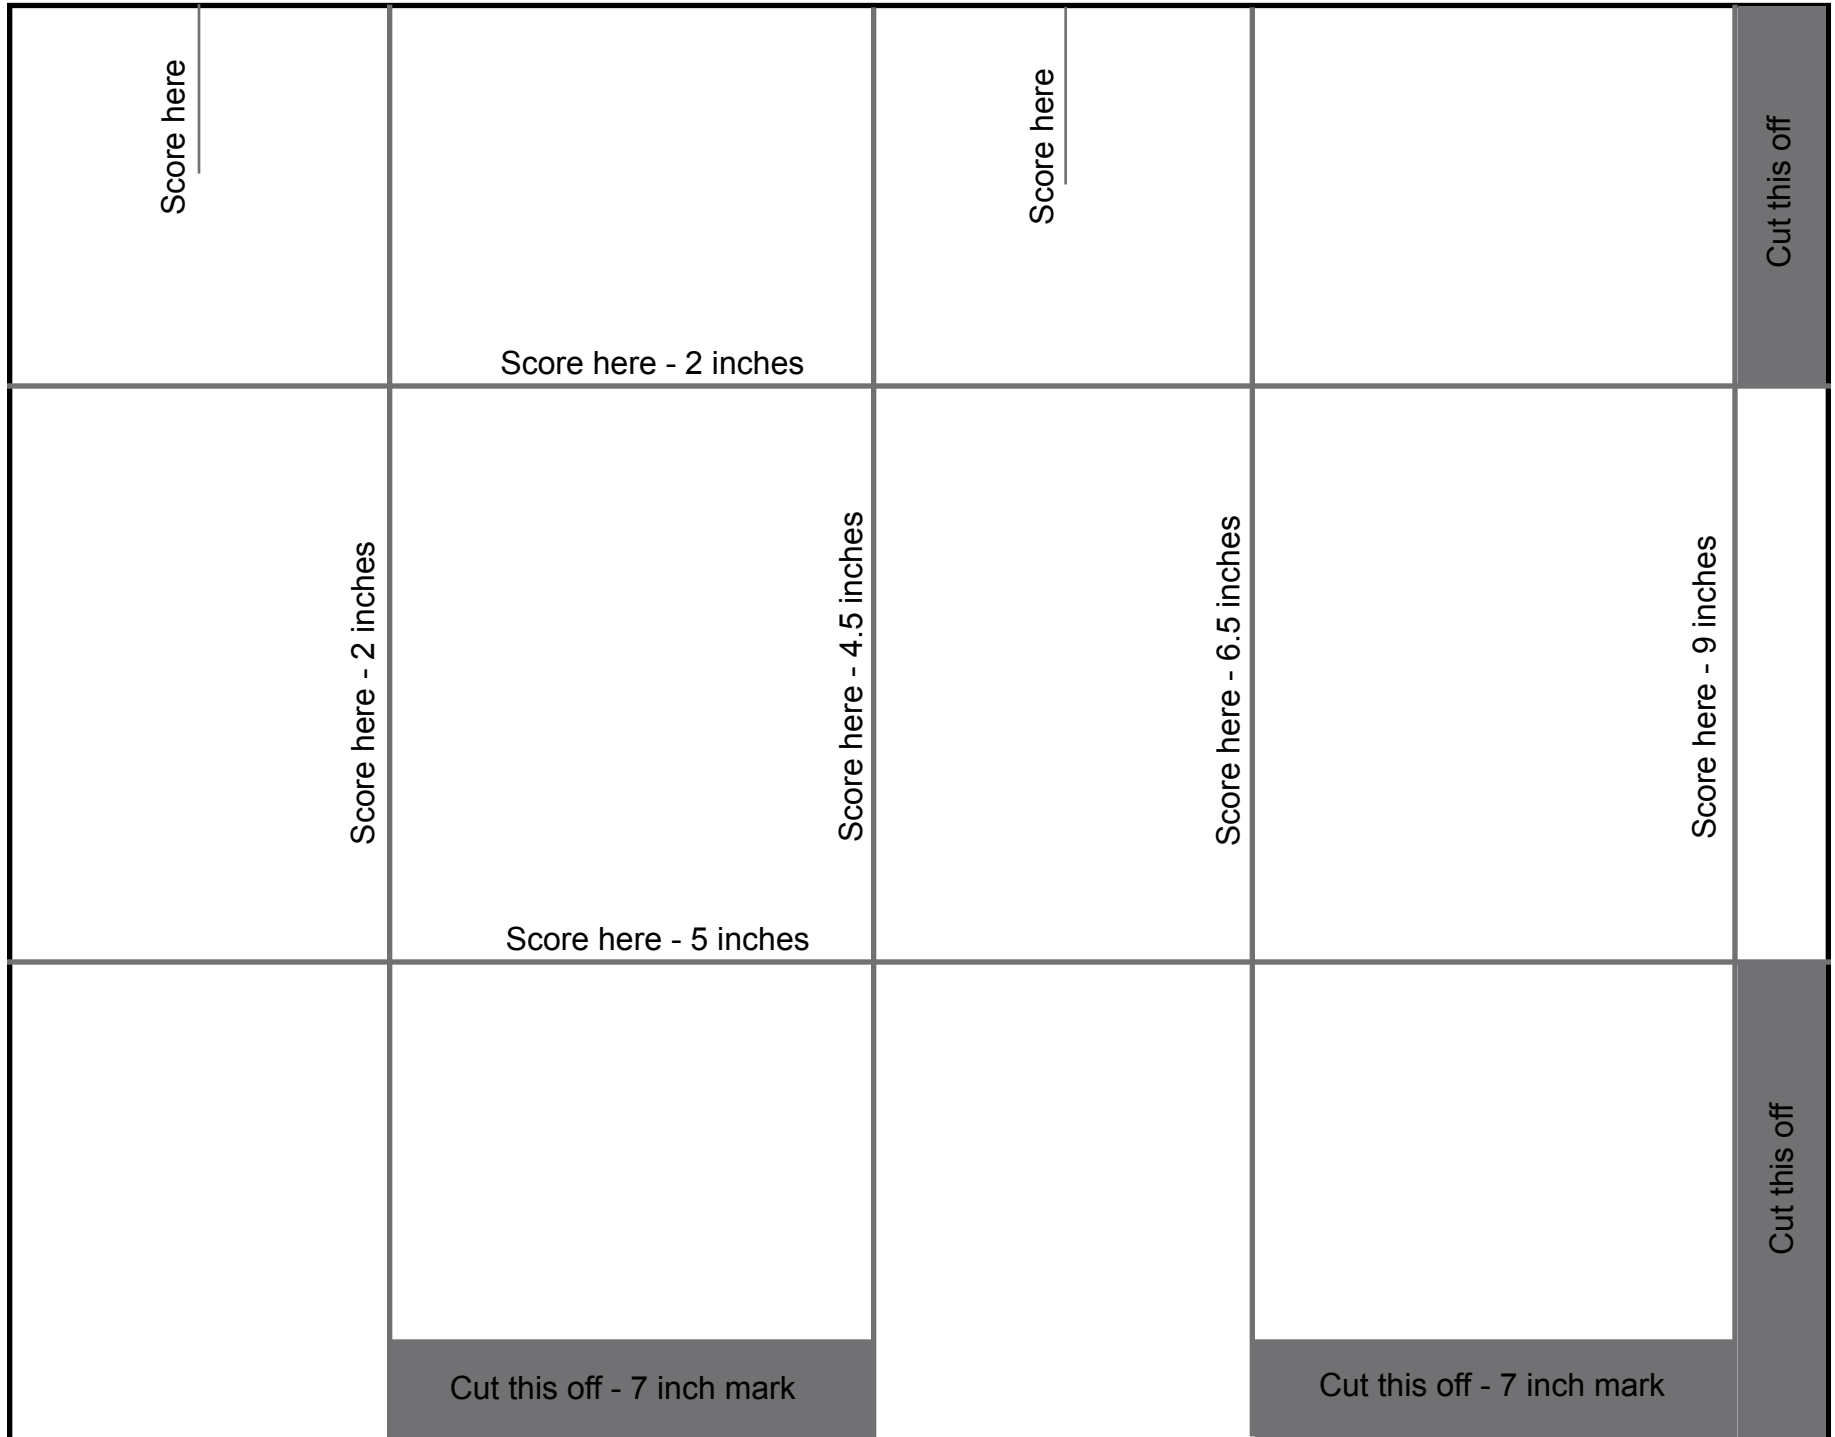 Score here
Score here
Cut this off
Score here - 2 inches
Score here - 2 inches
Score here - 4.5 inches
Score here - 6.5 inches
Score here - 9 inches
Score here - 5 inches
Cut this off
Cut this off - 7 inch mark
Cut this off - 7 inch mark